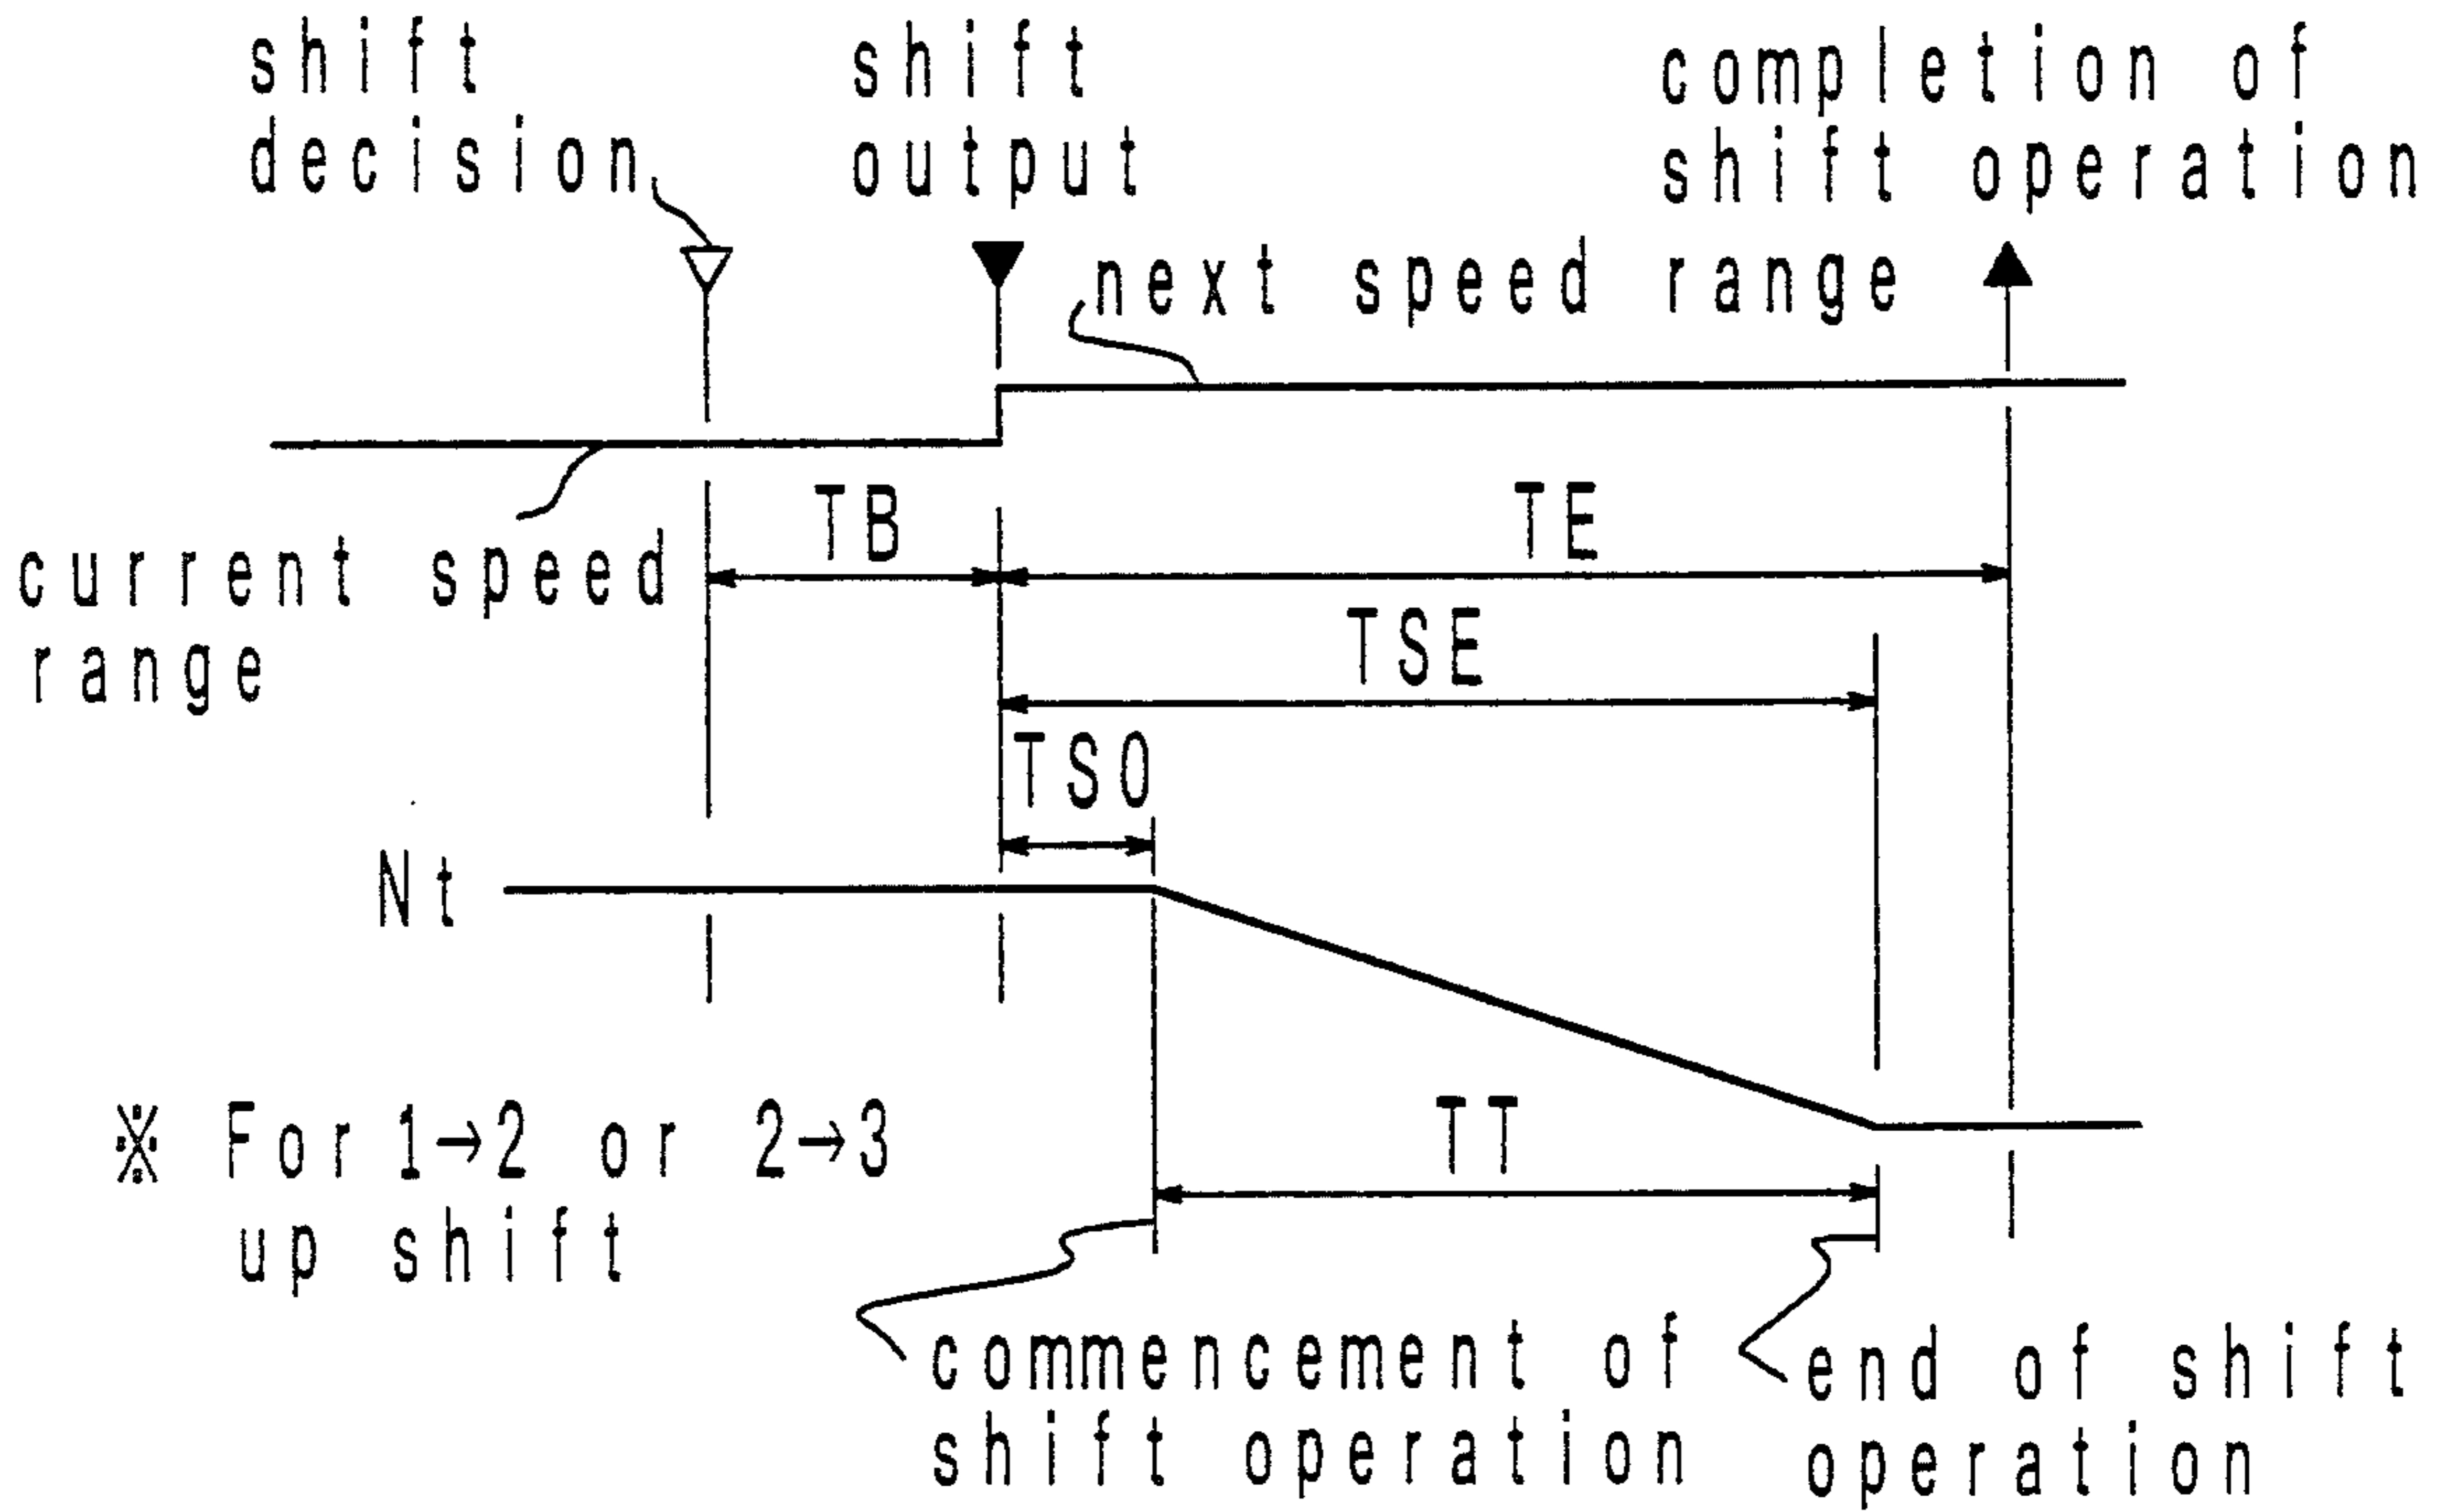 shift
decision
shift
output
completion of
shift operation
next speed range
current speed
range
TB
TE
TSE
TSO
Nt
TT
※ For 1→2 or 2→3
up shift
commencement of
shift operation
end of shift
operation